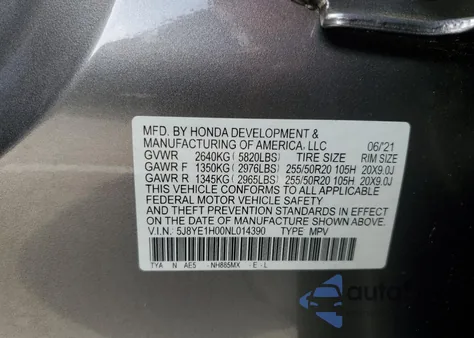 MFD. BY HONDA DEVELOPMENT &
MANUFACTURING OF AMERICA, LLC 06/21
GVWR 2640KG ( 5820LBS) TIRE SIZE RIM SIZE
GAWR F 1350KG ( 2976LBS) 255/50R20 105H 20X9.0J
GAWR R 1345KG ( 2965LBS) 255/50R20 105H 20X9.0J
THIS VEHICLE CONFORMS TO ALL APPLICABLE
FEDERAL MOTOR VEHICLE SAFETY
STANDARDS IN EFFECT
ON THE DATE OF MANUFACTURE SHOWN ABOVE.
V.I.N. 5J8YE1H00NL014390 TYPE MPV
TYA N AE5 -NH885MX -E -L